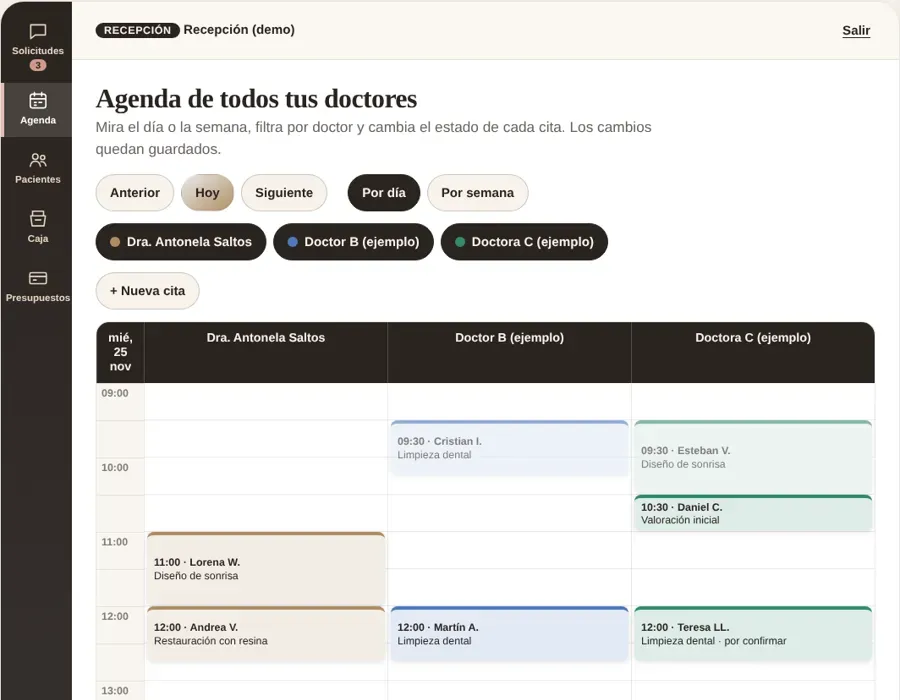 RECEPCIÓN Recepción (demo)
Salir
Solicitudes
3
Agenda
Pacientes
Caja
Presupuestos
Agenda de todos tus doctores
Mira el día o la semana, filtra por doctor y cambia el estado de cada cita. Los cambios
quedan guardados.
Anterior Hoy Siguiente Por día Por semana
Dra. Antonela Saltos Doctor B (ejemplo) Doctora C (ejemplo)
+ Nueva cita
mié,
25
nov
Dra. Antonela Saltos Doctor B (ejemplo) Doctora C (ejemplo)
09:00
09:30 · Cristian I.
Limpieza dental
09:30 · Esteban V.
Diseño de sonrisa
10:00
10:30 · Daniel C.
Valoración inicial
11:00
11:00 · Lorena W.
Diseño de sonrisa
12:00
12:00 · Andrea V.
Restauración con resina
12:00 · Martín A.
Limpieza dental
12:00 · Teresa LL.
Limpieza dental · por confirmar
13:00